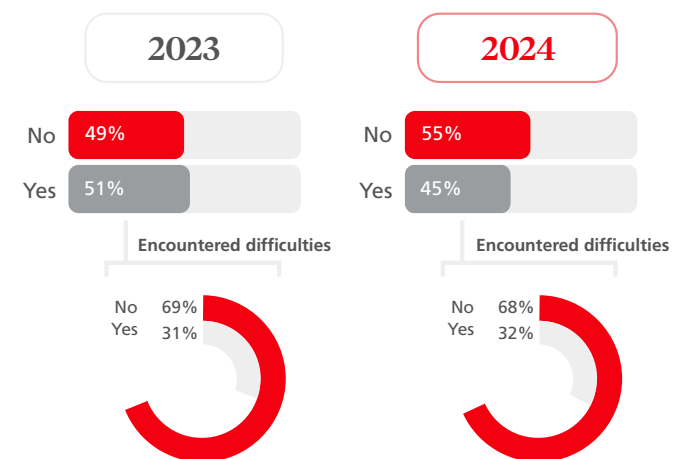 2023
2024
No 49%
Yes 51%
Encountered difficulties
No 69%
Yes 31%
No 55%
Yes 45%
Encountered difficulties
No 68%
Yes 32%